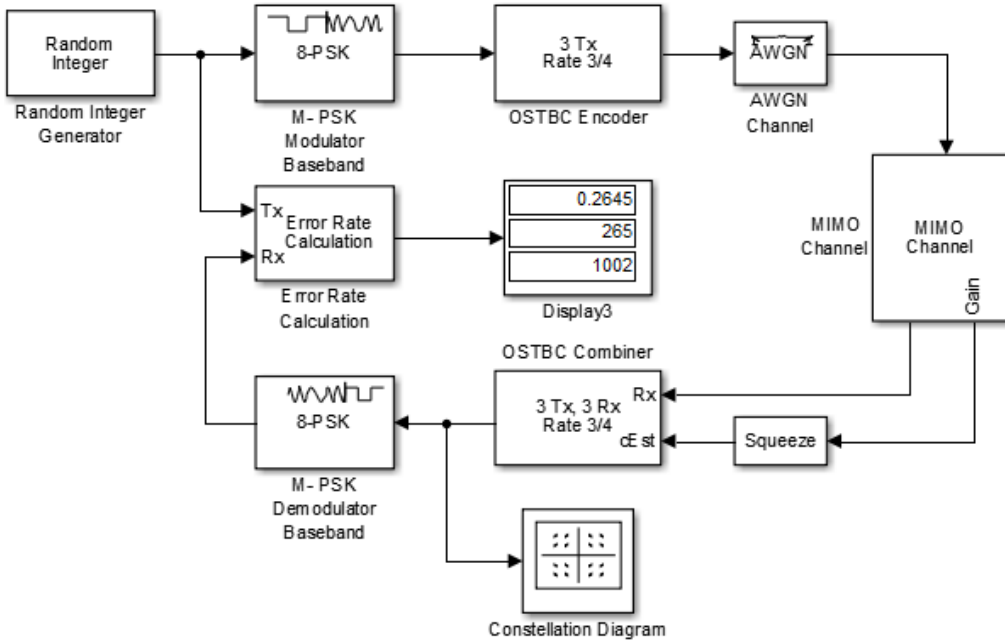 Random
Integer
Random Integer
Generator
8-PSK
M- PSK
Modulator
Baseband
3 Tx
Rate 3/4
OSTBC Encoder
AWGN
AWGN
Channel
MIMO
Channel
MIMO
Channel
Gain
Tx
Rx
Error Rate
Calculation
Error Rate
Calculation
0.2645
265
1002
Display3
OSTBC Combiner
3 Tx, 3 Rx
Rate 3/4
Rx
cEst
Squeeze
8-PSK
M- PSK
Demodulator
Baseband
Constellation Diagram